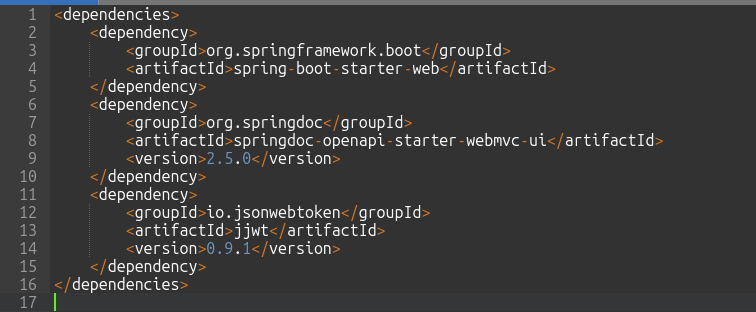 1 <dependencies>
2     <dependency>
3         <groupId>org.springframework.boot</groupId>
4         <artifactId>spring-boot-starter-web</artifactId>
5     </dependency>
6     <dependency>
7         <groupId>org.springdoc</groupId>
8         <artifactId>springdoc-openapi-starter-webmvc-ui</artifactId>
9         <version>2.5.0</version>
10     </dependency>
11     <dependency>
12         <groupId>io.jsonwebtoken</groupId>
13         <artifactId>jjwt</artifactId>
14         <version>0.9.1</version>
15     </dependency>
16 </dependencies>
17